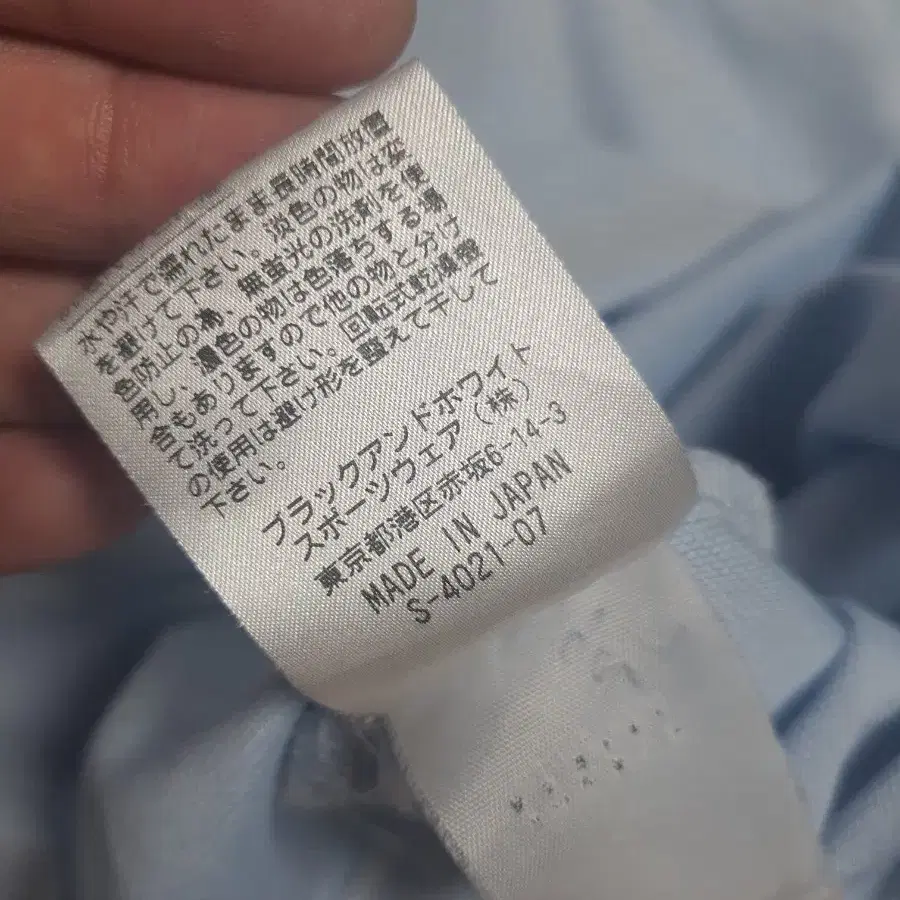 水や汗で濡れたまま長時間放置
を避けて下さい。淡色の物は変
色防止の為、無蛍光の洗剤を使
用し、濃色の物は色落ちする場
合もありますので他の物と分け
て洗って下さい。回転式乾燥機
の使用は避け形を整えて干して
下さい。
ブラックアンドホワイト
スポーツウェア(株)
東京都港区赤坂6-14-3
MADE IN JAPAN
S-4021-07